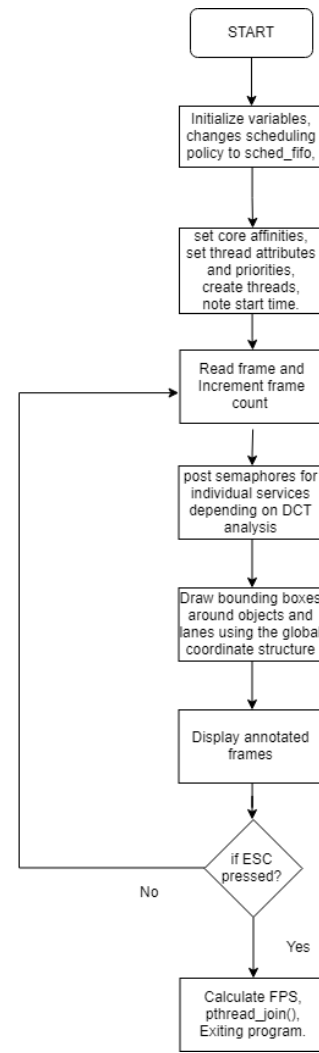 START
Initialize variables,
changes scheduling
policy to sched_fifo,
set core affinities,
set thread attributes
and priorities,
create threads,
note start time.
Read frame and
Increment frame
count
post semaphores for
individual services
depending on DCT
analysis
Draw bounding boxes
around objects and
lanes using the global
coordinate structure
Display annotated
frames
if ESC
pressed?
No
Yes
Calculate FPS,
pthread_join(),
Exiting program.